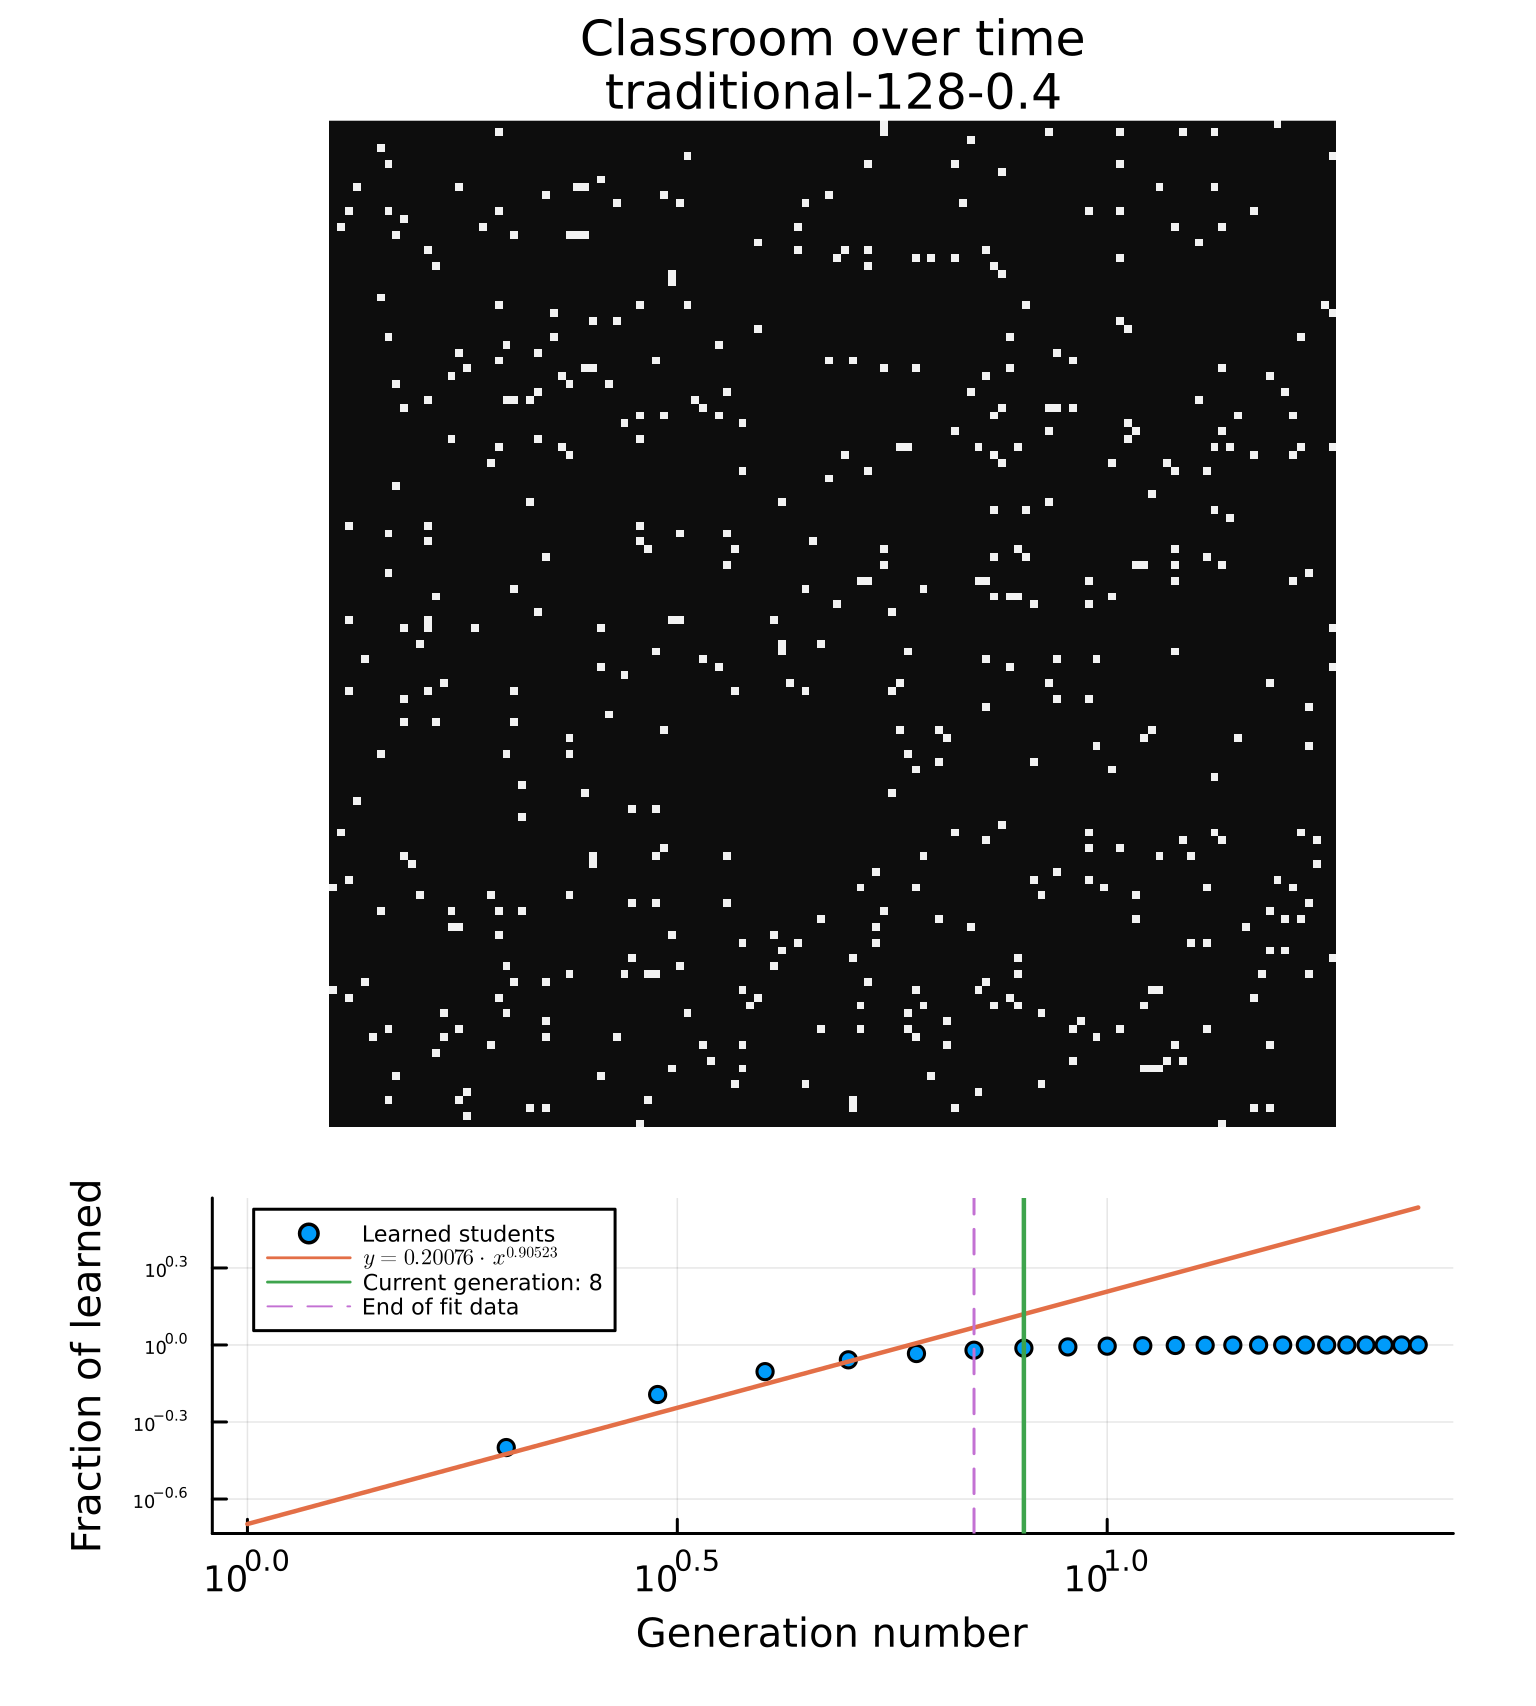 Classroom over time
traditional-128-0.4
Fraction of learned
Learned students
y = 0.20076 · x^0.90523
Current generation: 8
End of fit data
10^0.3
10^0.0
10^−0.3
10^−0.6
10^0.0 10^0.5 10^1.0
Generation number